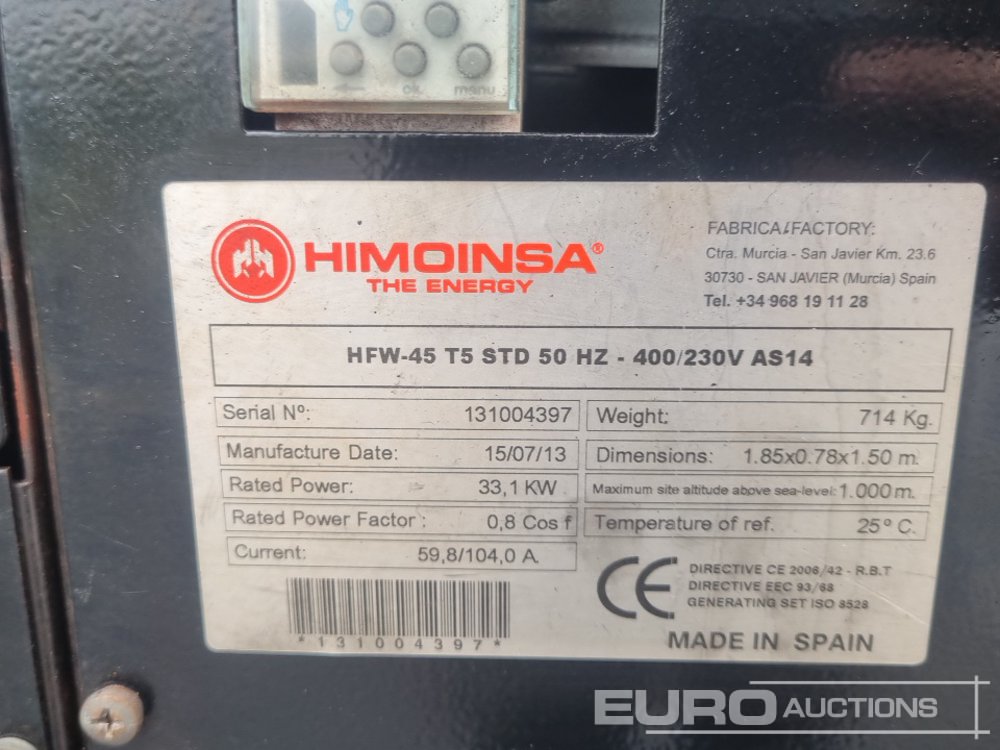 ok
manu
HIMOINSA®
THE ENERGY
FABRICA/FACTORY:
Ctra. Murcia - San Javier Km. 23.6
30730 - SAN JAVIER (Murcia) Spain
Tel. +34 968 19 11 28
HFW-45 T5 STD 50 HZ - 400/230V AS14
Serial Nº: 131004397
Manufacture Date: 15/07/13
Rated Power: 33,1 KW
Rated Power Factor : 0,8 Cos f
Current: 59,8/104,0 A.
Weight: 714 Kg.
Dimensions: 1.85x0.78x1.50 m.
Maximum site altitude above sea-level: 1.000 m.
Temperature of ref. 25º C.
*131004397*
CE
DIRECTIVE CE 2006/42 - R.B.T
DIRECTIVE EEC 93/68
GENERATING SET ISO 8528
MADE IN SPAIN
EURO AUCTIONS